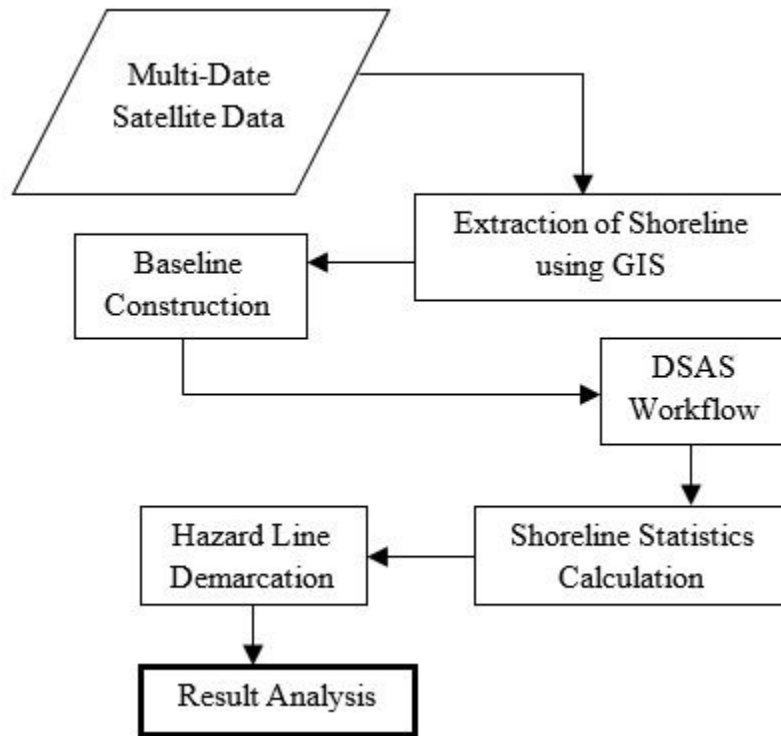 Multi-Date
Satellite Data
Extraction of Shoreline
using GIS
Baseline
Construction
DSAS
Workflow
Shoreline Statistics
Calculation
Hazard Line
Demarcation
Result Analysis